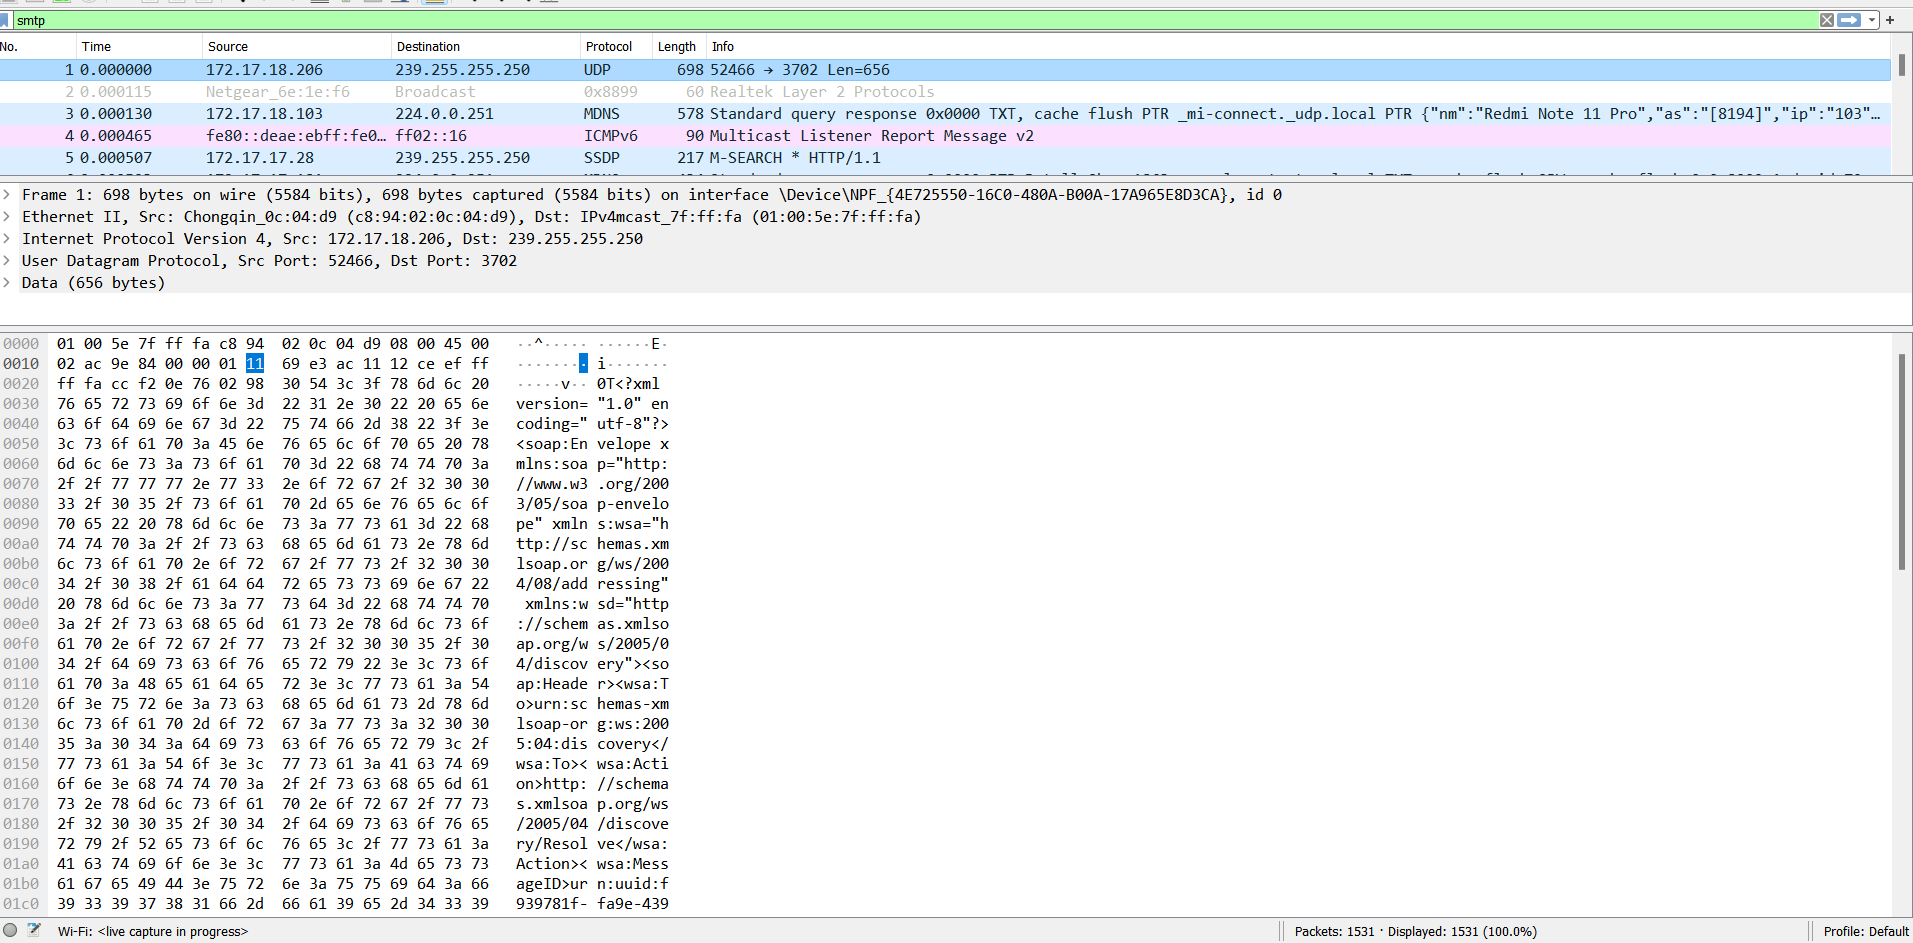 smtp
No. Time Source Destination Protocol Length Info
1 0.000000 172.17.18.206 239.255.255.250 UDP 698 52466 → 3702 Len=656
2 0.000115 Netgear_6e:1e:f6 Broadcast 0x8899 60 Realtek Layer 2 Protocols
3 0.000130 172.17.18.103 224.0.0.251 MDNS 578 Standard query response 0x0000 TXT, cache flush PTR _mi-connect._udp.local PTR {"nm":"Redmi Note 11 Pro","as":"[8194]","ip":"103"…
4 0.000465 fe80::deae:ebff:fe0… ff02::16 ICMPv6 90 Multicast Listener Report Message v2
5 0.000507 172.17.17.28 239.255.255.250 SSDP 217 M-SEARCH * HTTP/1.1
Frame 1: 698 bytes on wire (5584 bits), 698 bytes captured (5584 bits) on interface \Device\NPF_{4E725550-16C0-480A-B00A-17A965E8D3CA}, id 0
Ethernet II, Src: Chongqin_0c:04:d9 (c8:94:02:0c:04:d9), Dst: IPv4mcast_7f:ff:fa (01:00:5e:7f:ff:fa)
Internet Protocol Version 4, Src: 172.17.18.206, Dst: 239.255.255.250
User Datagram Protocol, Src Port: 52466, Dst Port: 3702
Data (656 bytes)
0000 01 00 5e 7f ff fa c8 94 02 0c 04 d9 08 00 45 00 ··^····· ······E·
0010 02 ac 9e 84 00 00 01 11 69 e3 ac 11 12 ce ef ff ········ i·······
0020 ff fa cc f2 0e 76 02 98 30 54 3c 3f 78 6d 6c 20 ·····v·· 0T<?xml
0030 76 65 72 73 69 6f 6e 3d 22 31 2e 30 22 20 65 6e version= "1.0" en
0040 63 6f 64 69 6e 67 3d 22 75 74 66 2d 38 22 3f 3e coding=" utf-8"?>
0050 3c 73 6f 61 70 3a 45 6e 76 65 6c 6f 70 65 20 78 <soap:En velope x
0060 6d 6c 6e 73 3a 73 6f 61 70 3d 22 68 74 74 70 3a mlns:soa p="http:
0070 2f 2f 77 77 77 2e 77 33 2e 6f 72 67 2f 32 30 30 //www.w3 .org/200
0080 33 2f 30 35 2f 73 6f 61 70 2d 65 6e 76 65 6c 6f 3/05/soa p-envelo
0090 70 65 22 20 78 6d 6c 6e 73 3a 77 73 61 3d 22 68 pe" xmln s:wsa="h
00a0 74 74 70 3a 2f 2f 73 63 68 65 6d 61 73 2e 78 6d ttp://sc hemas.xm
00b0 6c 73 6f 61 70 2e 6f 72 67 2f 77 73 2f 32 30 30 lsoap.or g/ws/200
00c0 34 2f 30 38 2f 61 64 64 72 65 73 73 69 6e 67 22 4/08/add ressing"
00d0 20 78 6d 6c 6e 73 3a 77 73 64 3d 22 68 74 74 70 xmlns:w sd="http
00e0 3a 2f 2f 73 63 68 65 6d 61 73 2e 78 6d 6c 73 6f ://schem as.xmlso
00f0 61 70 2e 6f 72 67 2f 77 73 2f 32 30 30 35 2f 30 ap.org/w s/2005/0
0100 34 2f 64 69 73 63 6f 76 65 72 79 22 3e 3c 73 6f 4/discov ery"><so
0110 61 70 3a 48 65 61 64 65 72 3e 3c 77 73 61 3a 54 ap:Heade r><wsa:T
0120 6f 3e 75 72 6e 3a 73 63 68 65 6d 61 73 2d 78 6d o>urn:sc hemas-xm
0130 6c 73 6f 61 70 2d 6f 72 67 3a 77 73 3a 32 30 30 lsoap-or g:ws:200
0140 35 3a 30 34 3a 64 69 73 63 6f 76 65 72 79 3c 2f 5:04:dis covery</
0150 77 73 61 3a 54 6f 3e 3c 77 73 61 3a 41 63 74 69 wsa:To>< wsa:Acti
0160 6f 6e 3e 68 74 74 70 3a 2f 2f 73 63 68 65 6d 61 on>http: //schema
0170 73 2e 78 6d 6c 73 6f 61 70 2e 6f 72 67 2f 77 73 s.xmlsoa p.org/ws
0180 2f 32 30 30 35 2f 30 34 2f 64 69 73 63 6f 76 65 /2005/04 /discove
0190 72 79 2f 52 65 73 6f 6c 76 65 3c 2f 77 73 61 3a ry/Resol ve</wsa:
01a0 41 63 74 69 6f 6e 3e 3c 77 73 61 3a 4d 65 73 73 Action>< wsa:Mess
01b0 61 67 65 49 44 3e 75 72 6e 3a 75 75 69 64 3a 66 ageID>ur n:uuid:f
01c0 39 33 39 37 38 31 66 2d 66 61 39 65 2d 34 33 39 939781f- fa9e-439
Wi-Fi: <live capture in progress> Packets: 1531 · Displayed: 1531 (100.0%) Profile: Default